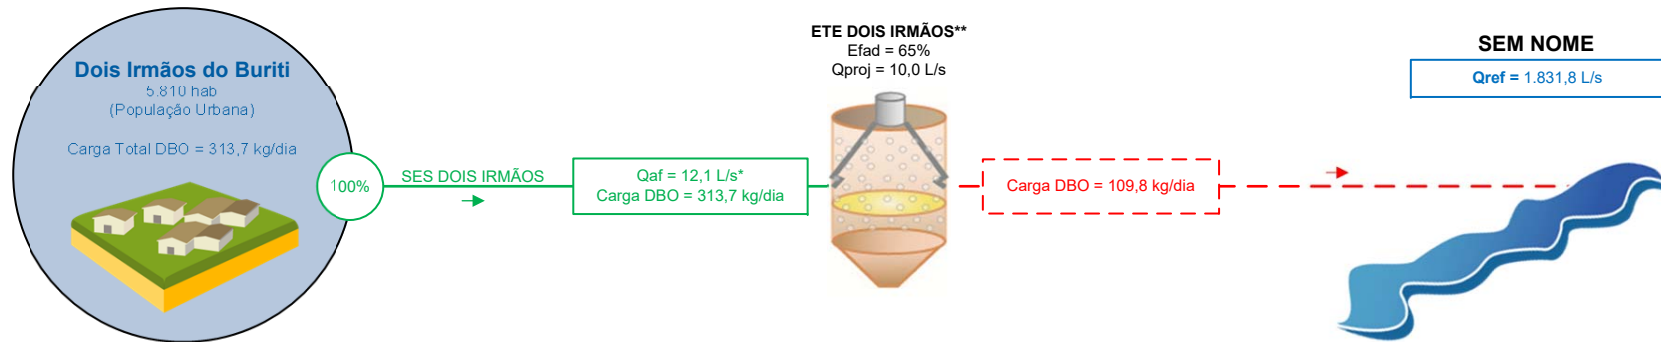 Dois Irmãos do Buriti
5.810 hab
(População Urbana)
Carga Total DBO = 313,7 kg/dia
100%
SES DOIS IRMÃOS
Qaf = 12,1 L/s*
Carga DBO = 313,7 kg/dia
ETE DOIS IRMÃOS**
Efad = 65%
Qproj = 10,0 L/s
Carga DBO = 109,8 kg/dia
SEM NOME
Qref = 1.831,8 L/s